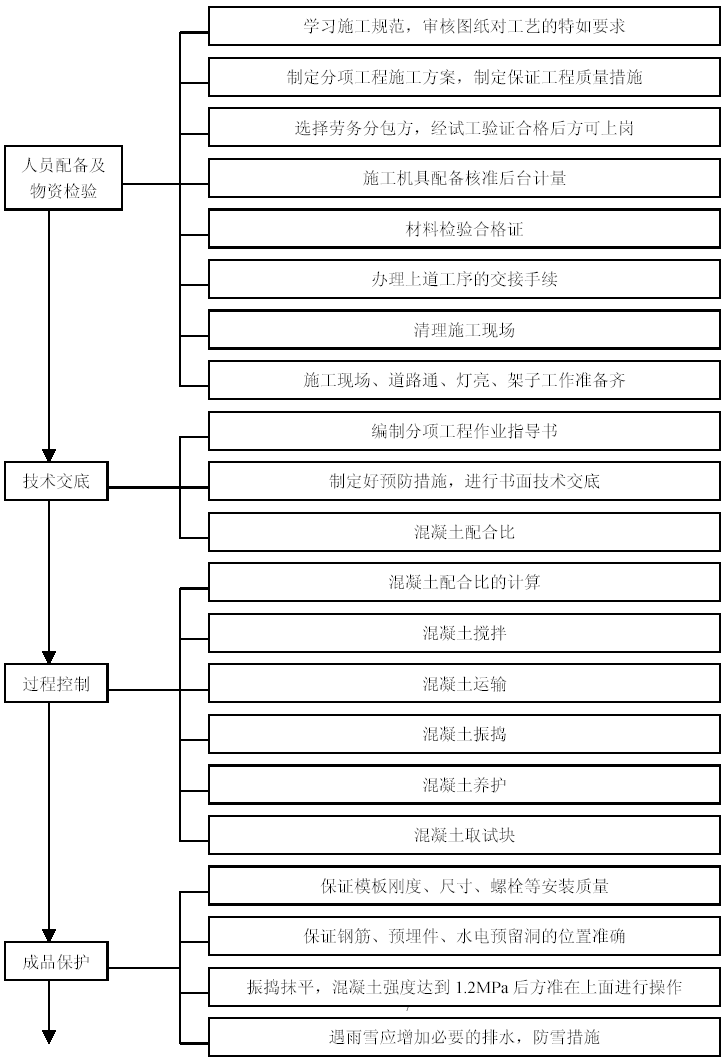 学习施工规范，审核图纸对工艺的特如要求
制定分项工程施工方案，制定保证工程质量措施
选择劳务分包方，经试工验证合格后方可上岗
人员配备及
物资检验
施工机具配备核准后台计量
材料检验合格证
办理上道工序的交接手续
清理施工现场
施工现场、道路通、灯亮、架子工作准备齐
编制分项工程作业指导书
技术交底
制定好预防措施，进行书面技术交底
混凝土配合比
混凝土配合比的计算
混凝土搅拌
过程控制
混凝土运输
混凝土振捣
混凝土养护
混凝土取试块
保证模板刚度、尺寸、螺栓等安装质量
保证钢筋、预埋件、水电预留洞的位置准确
成品保护
振捣抹平，混凝土强度达到 1.2MPa 后方准在上面进行操作
遇雨雪应增加必要的排水，防雪措施